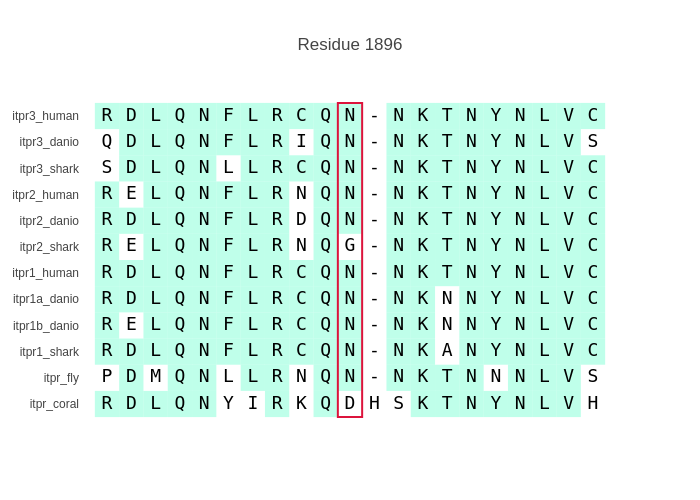 Residue 1896
itpr3_human R D L Q N F L R C Q N - N K T N Y N L V C
itpr3_danio Q D L Q N F L R I Q N - N K T N Y N L V S
itpr3_shark S D L Q N L L R C Q N - N K T N Y N L V C
itpr2_human R E L Q N F L R N Q N - N K T N Y N L V C
itpr2_danio R D L Q N F L R D Q N - N K T N Y N L V C
itpr2_shark R E L Q N F L R N Q G - N K T N Y N L V C
itpr1_human R D L Q N F L R C Q N - N K T N Y N L V C
itpr1a_danio R D L Q N F L R C Q N - N K N N Y N L V C
itpr1b_danio R E L Q N F L R C Q N - N K N N Y N L V C
itpr1_shark R D L Q N F L R C Q N - N K A N Y N L V C
itpr_fly P D M Q N L L R N Q N - N K T N N N L V S
itpr_coral R D L Q N Y I R K Q D H S K T N Y N L V H